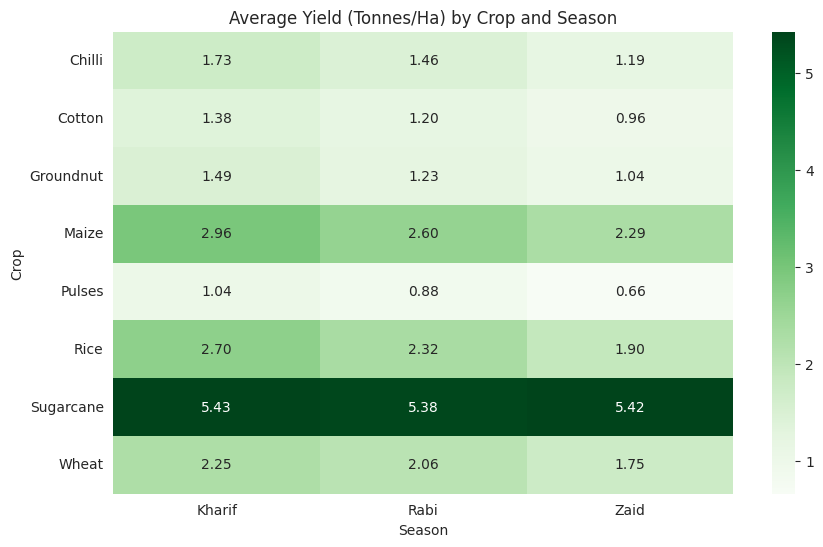 Average Yield (Tonnes/Ha) by Crop and Season
Crop
Chilli 1.73 1.46 1.19
Cotton 1.38 1.20 0.96
Groundnut 1.49 1.23 1.04
Maize 2.96 2.60 2.29
Pulses 1.04 0.88 0.66
Rice 2.70 2.32 1.90
Sugarcane 5.43 5.38 5.42
Wheat 2.25 2.06 1.75
Kharif Rabi Zaid
Season
5
4
3
2
1